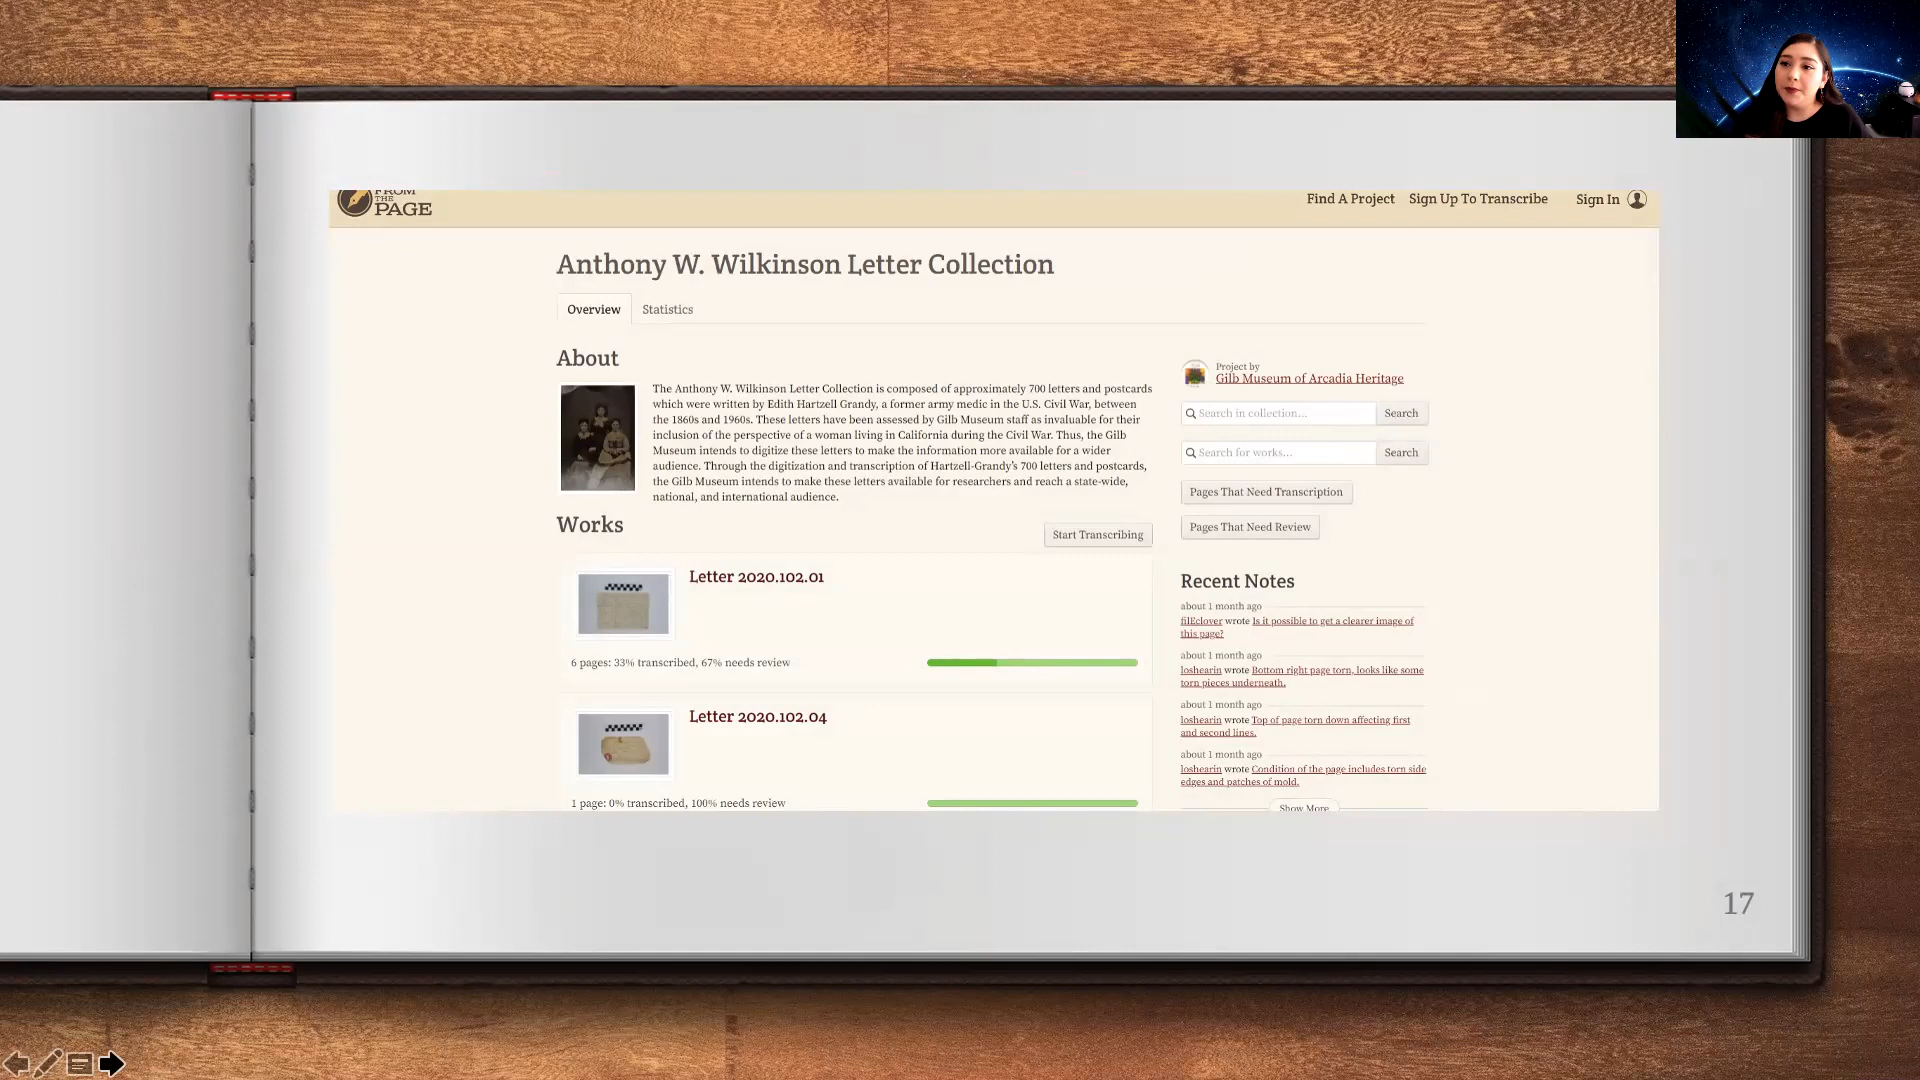 FROM
THE
PAGE
Find A Project
Sign Up To Transcribe
Sign In
Anthony W. Wilkinson Letter Collection
Overview
Statistics
About
The Anthony W. Wilkinson Letter Collection is composed of approximately 700 letters and postcards
which were written by Edith Hartzell Grandy, a former army medic in the U.S. Civil War, between
the 1860s and 1960s. These letters have been assessed by Gilb Museum staff as invaluable for their
inclusion of the perspective of a woman living in California during the Civil War. Thus, the Gilb
Museum intends to digitize these letters to make the information more available for a wider
audience. Through the digitization and transcription of Hartzell-Grandy's 700 letters and postcards,
the Gilb Museum intends to make these letters available for researchers and reach a state-wide,
national, and international audience.
Works
Start Transcribing
Letter 2020.102.01
6 pages: 33% transcribed, 67% needs review
Letter 2020.102.04
1 page: 0% transcribed, 100% needs review
Project by
Gilb Museum of Arcadia Heritage
Search in collection...
Search
Search for works...
Search
Pages That Need Transcription
Pages That Need Review
Recent Notes
about 1 month ago
filEclover wrote Is it possible to get a clearer image of
this page?
about 1 month ago
loshearin wrote Bottom right page torn, looks like some
torn pieces underneath.
about 1 month ago
loshearin wrote Top of page torn down affecting first
and second lines.
about 1 month ago
loshearin wrote Condition of the page includes torn side
edges and patches of mold.
Show More
17